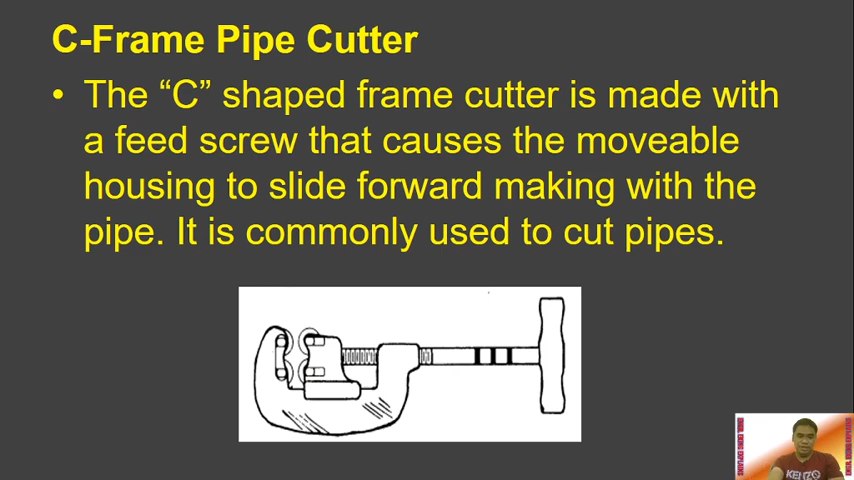 C-Frame Pipe Cutter
• The “C” shaped frame cutter is made with
a feed screw that causes the moveable
housing to slide forward making with the
pipe. It is commonly used to cut pipes.
KENZO